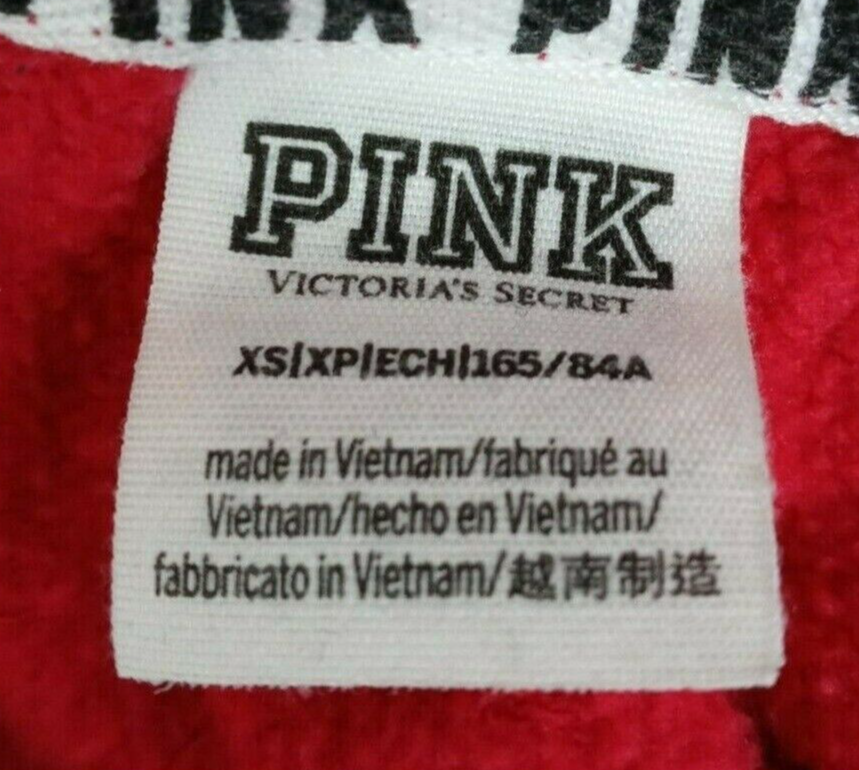 PINK PINK
PINK
VICTORIA'S SECRET
XS|XP|ECH|165/84A
made in Vietnam/fabriqué au
Vietnam/hecho en Vietnam/
fabbricato in Vietnam/越南制造